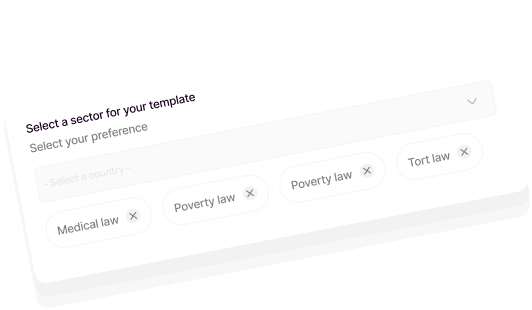 Select a sector for your template
Select your preference
- Select a country -
Medical law
Poverty law
Poverty law
Tort law